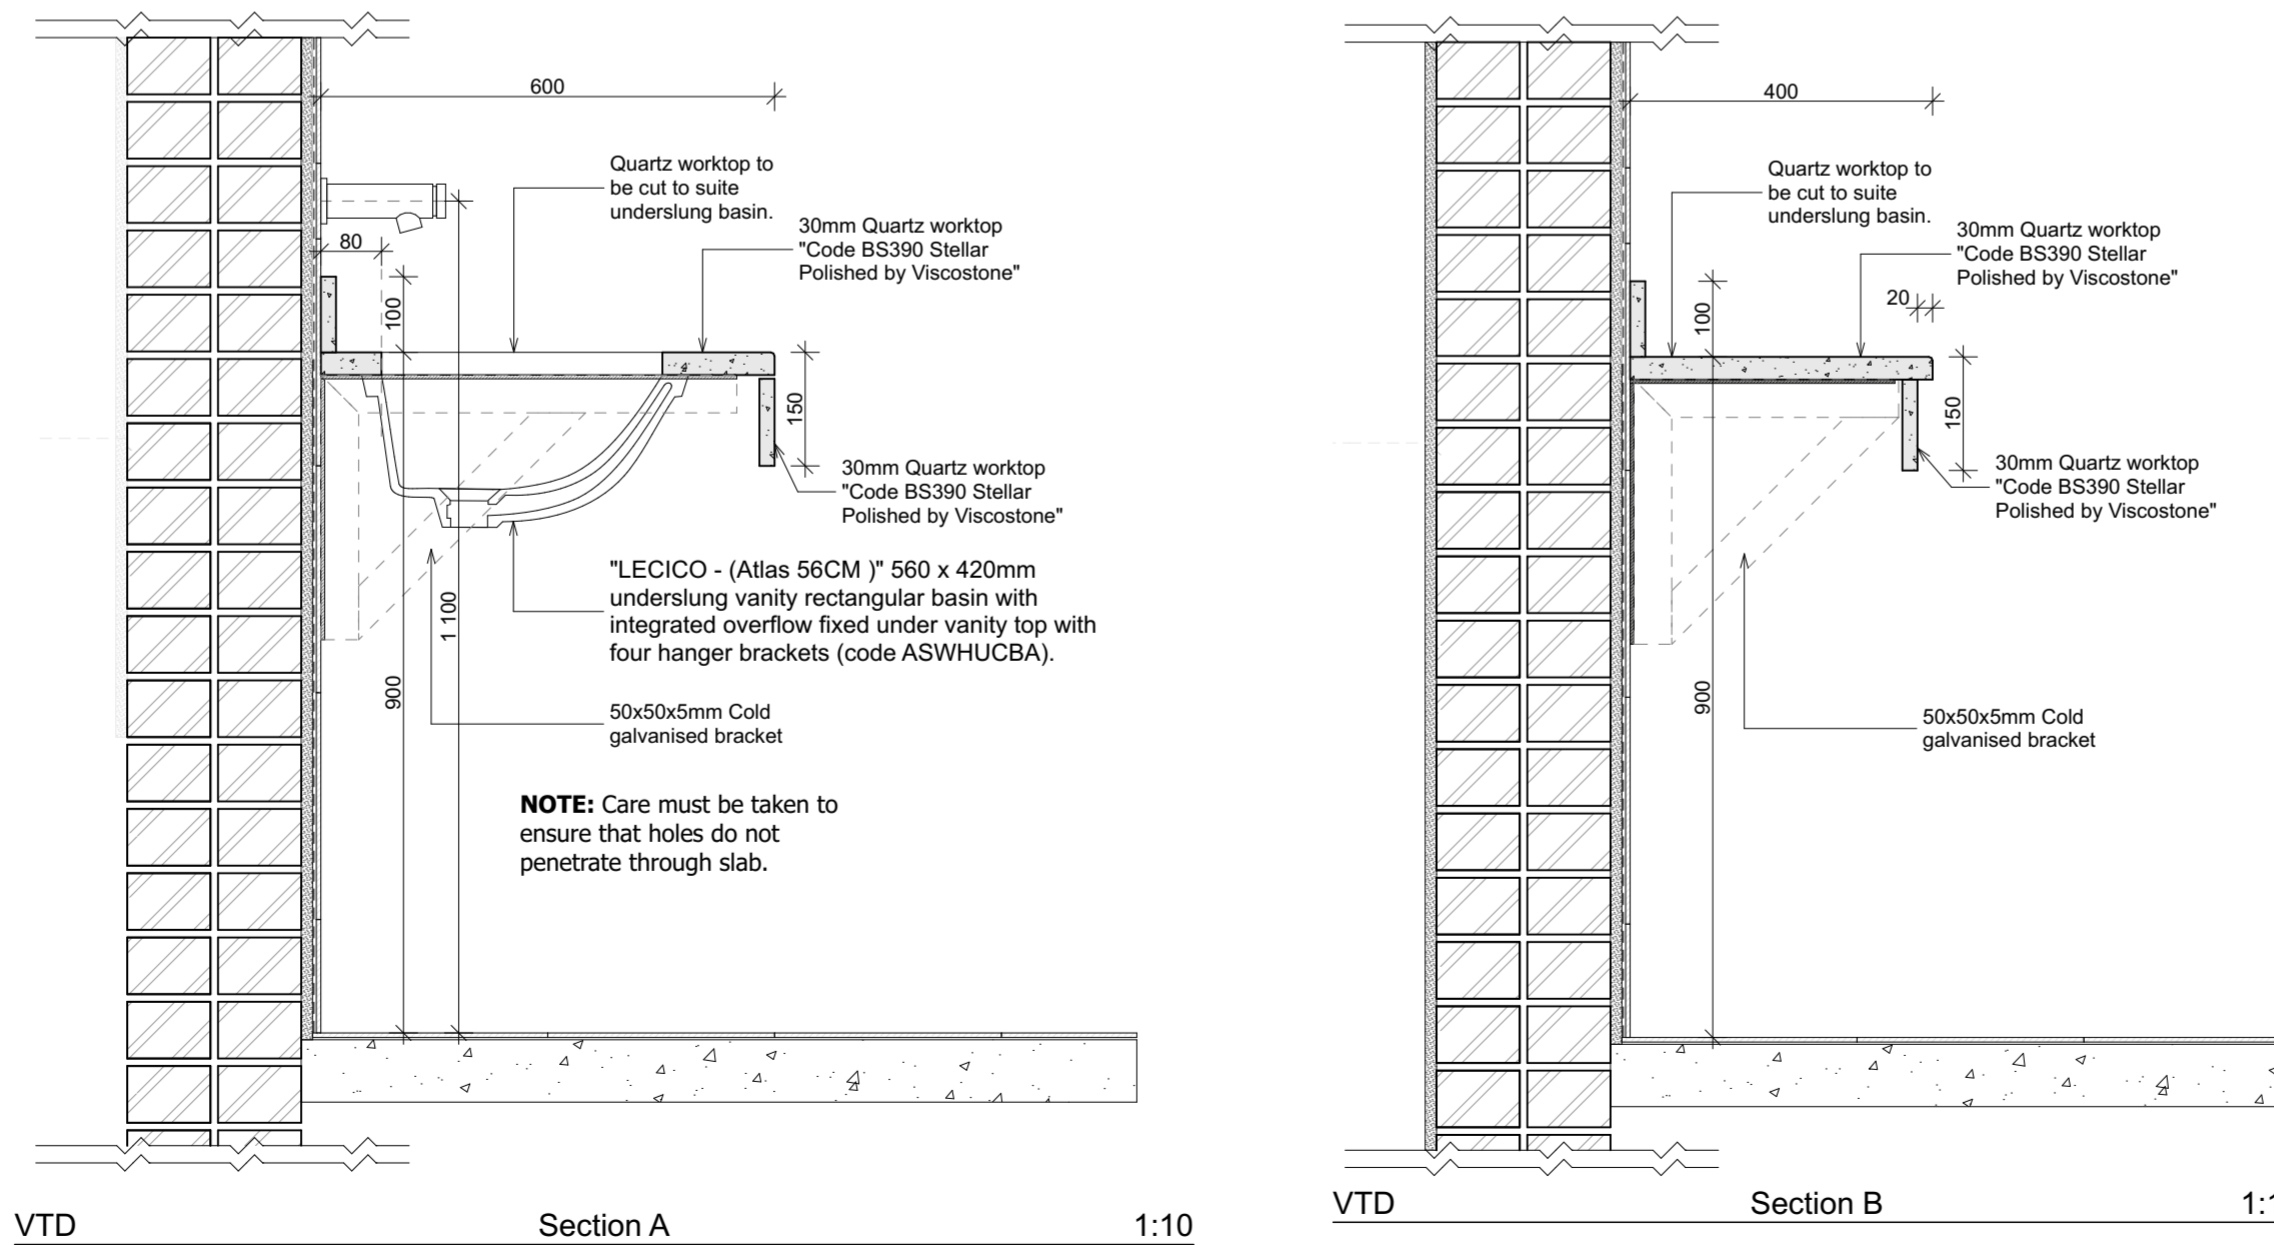 600
Quartz worktop to
be cut to suite
underslung basin.
30mm Quartz worktop
"Code BS390 Stellar
Polished by Viscostone"
80
100
150
30mm Quartz worktop
"Code BS390 Stellar
Polished by Viscostone"
"LECICO - (Atlas 56CM )" 560 x 420mm
underslung vanity rectangular basin with
integrated overflow fixed under vanity top with
four hanger brackets (code ASWHUCBA).
1 100
900
50x50x5mm Cold
galvanised bracket
NOTE: Care must be taken to
ensure that holes do not
penetrate through slab.
VTD Section A 1:10
400
Quartz worktop to
be cut to suite
underslung basin.
30mm Quartz worktop
"Code BS390 Stellar
Polished by Viscostone"
20
100
150
30mm Quartz worktop
"Code BS390 Stellar
Polished by Viscostone"
900
50x50x5mm Cold
galvanised bracket
VTD Section B